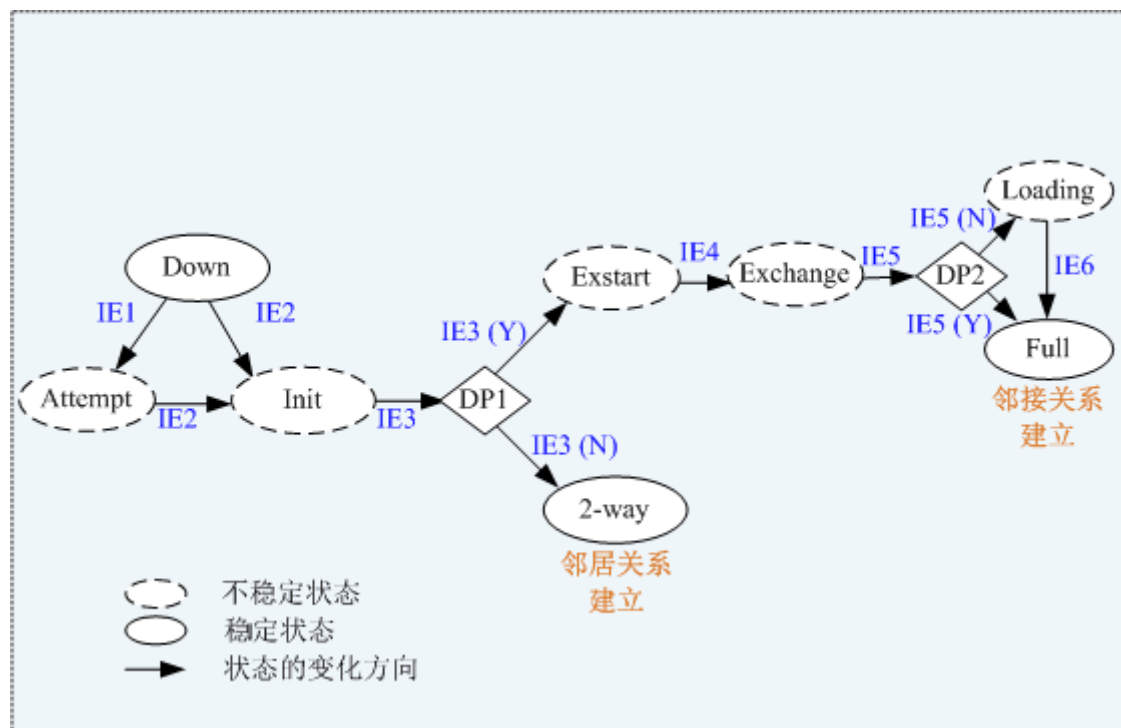 Loading
IE5 (N)
Down
IE4
IE5
IE6
Exstart
Exchange
DP2
IE1
IE2
IE3 (Y)
IE5 (Y)
Full
Attempt
Init
DP1
IE2
IE3
邻接关系
建立
IE3 (N)
2-way
邻居关系
建立
不稳定状态
稳定状态
状态的变化方向